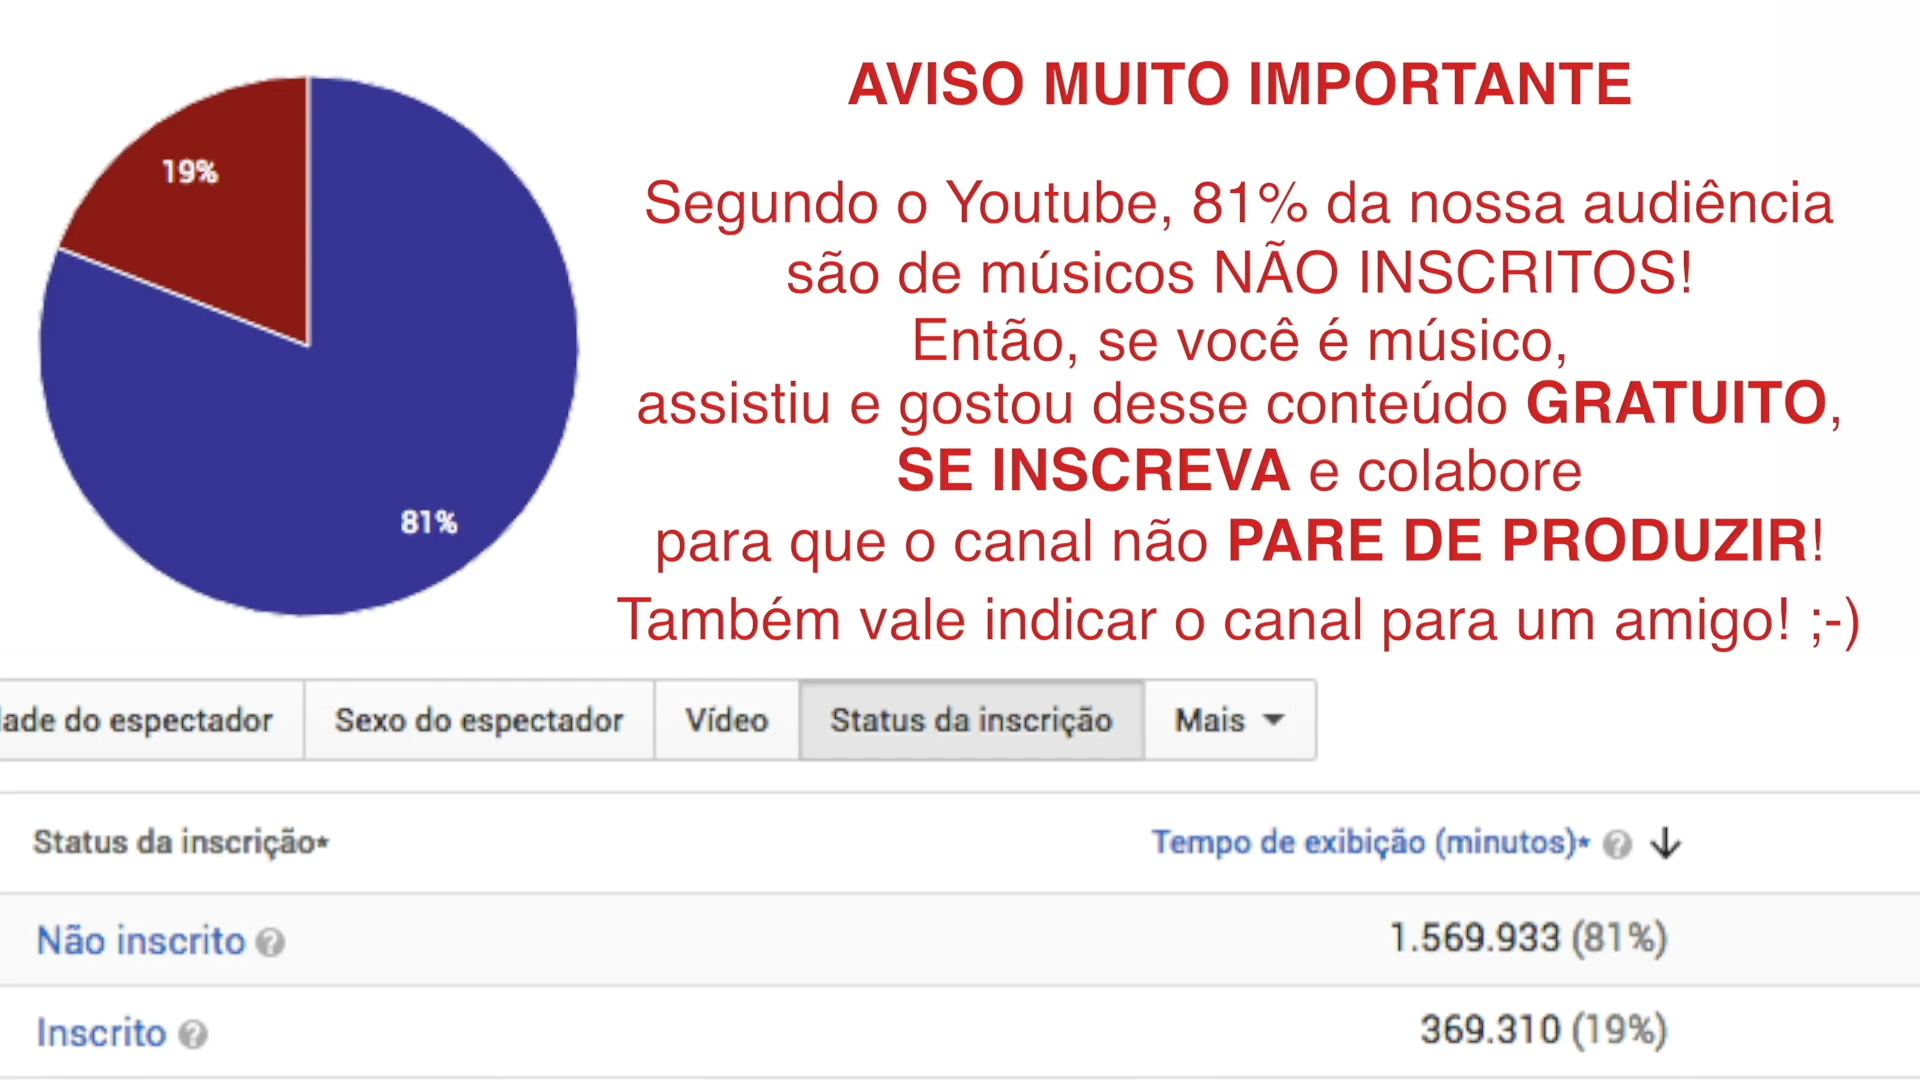 19%
81%
AVISO MUITO IMPORTANTE
Segundo o Youtube, 81% da nossa audiência
são de músicos NÃO INSCRITOS!
Então, se você é músico,
assistiu e gostou desse conteúdo GRATUITO,
SE INSCREVA e colabore
para que o canal não PARE DE PRODUZIR!
Também vale indicar o canal para um amigo! ;-)
dade do espectador Sexo do espectador Vídeo Status da inscrição Mais
Status da inscrição* Tempo de exibição (minutos)* ?
Não inscrito ? 1.569.933 (81%)
Inscrito ? 369.310 (19%)